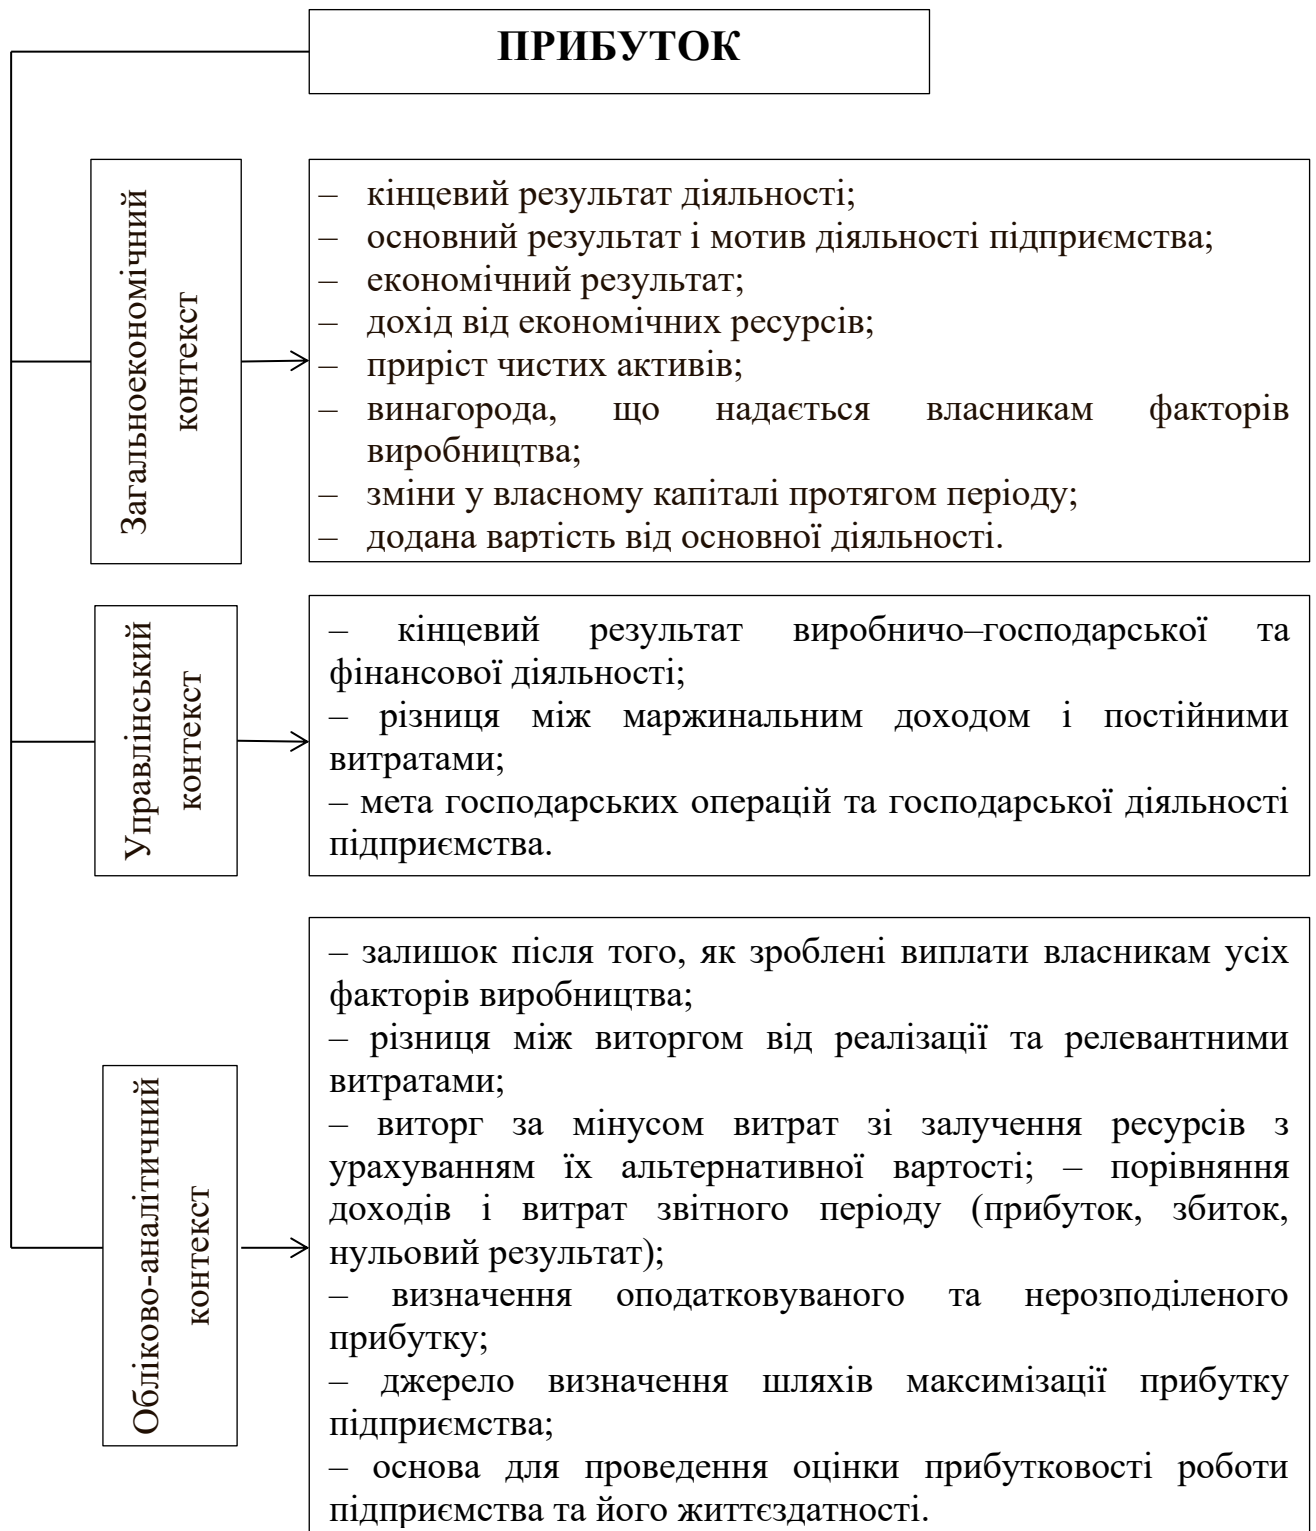 ПРИБУТОК
Загальноекономічний
контекст
– кінцевий результат діяльності;
– основний результат і мотив діяльності підприємства;
– економічний результат;
– дохід від економічних ресурсів;
– приріст чистих активів;
– винагорода, що надається власникам факторів
виробництва;
– зміни у власному капіталі протягом періоду;
– додана вартість від основної діяльності.
Управлінський
контекст
– кінцевий результат виробничо–господарської та
фінансової діяльності;
– різниця між маржинальним доходом і постійними
витратами;
– мета господарських операцій та господарської діяльності
підприємства.
Обліково-аналітичний
контекст
– залишок після того, як зроблені виплати власникам усіх
факторів виробництва;
– різниця між виторгом від реалізації та релевантними
витратами;
– виторг за мінусом витрат зі залучення ресурсів з
урахуванням їх альтернативної вартості; – порівняння
доходів і витрат звітного періоду (прибуток, збиток,
нульовий результат);
– визначення оподатковуваного та нерозподіленого
прибутку;
– джерело визначення шляхів максимізації прибутку
підприємства;
– основа для проведення оцінки прибутковості роботи
підприємства та його життєздатності.